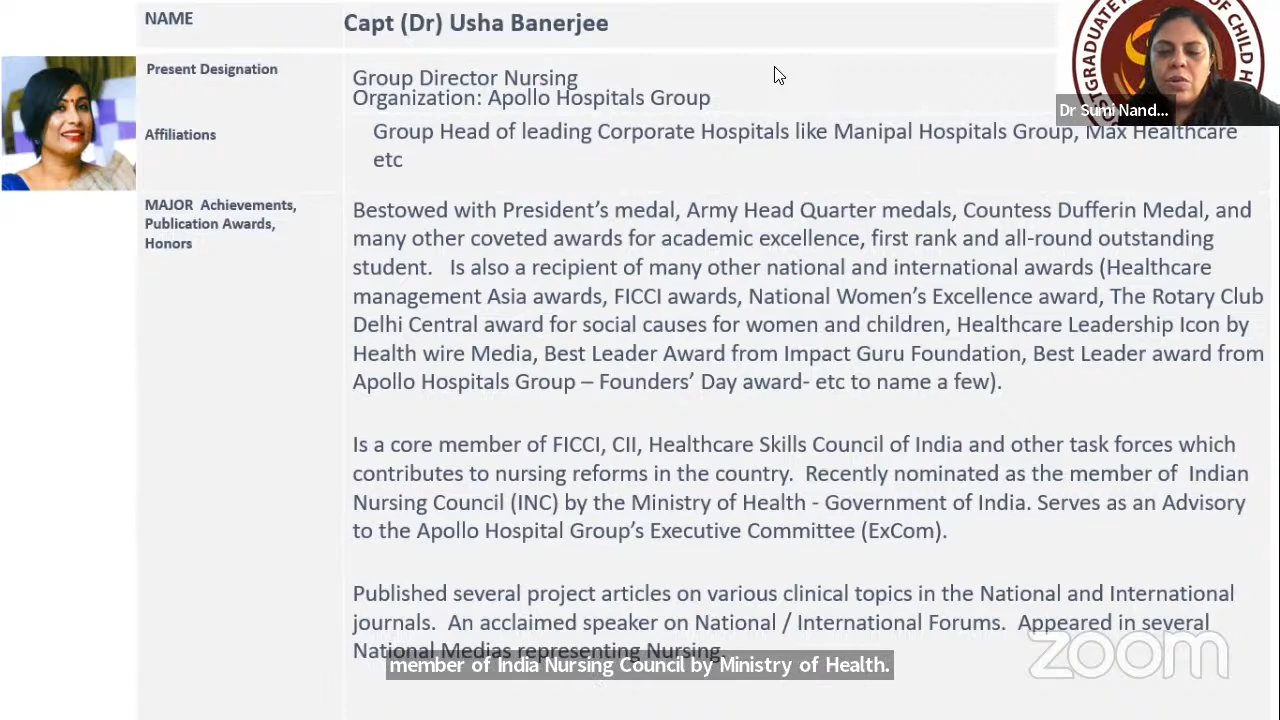 NAME
Capt (Dr) Usha Banerjee
Present Designation
Group Director Nursing
Organization: Apollo Hospitals Group
Affiliations
Group Head of leading Corporate Hospitals like Manipal Hospitals Group, Max Healthcare
etc
MAJOR Achievements,
Publication Awards,
Honors
Bestowed with President’s medal, Army Head Quarter medals, Countess Dufferin Medal, and
many other coveted awards for academic excellence, first rank and all-round outstanding
student. Is also a recipient of many other national and international awards (Healthcare
management Asia awards, FICCI awards, National Women’s Excellence award, The Rotary Club
Delhi Central award for social causes for women and children, Healthcare Leadership Icon by
Health wire Media, Best Leader Award from Impact Guru Foundation, Best Leader award from
Apollo Hospitals Group – Founders’ Day award- etc to name a few).
Is a core member of FICCI, CII, Healthcare Skills Council of India and other task forces which
contributes to nursing reforms in the country. Recently nominated as the member of Indian
Nursing Council (INC) by the Ministry of Health - Government of India. Serves as an Advisory
to the Apollo Hospital Group’s Executive Committee (ExCom).
Published several project articles on various clinical topics in the National and International
journals. An acclaimed speaker on National / International Forums. Appeared in several
National Medias representing Nursing.
member of India Nursing Council by Ministry of Health.
zoom
Dr Sumi Nand...
OF CHILD